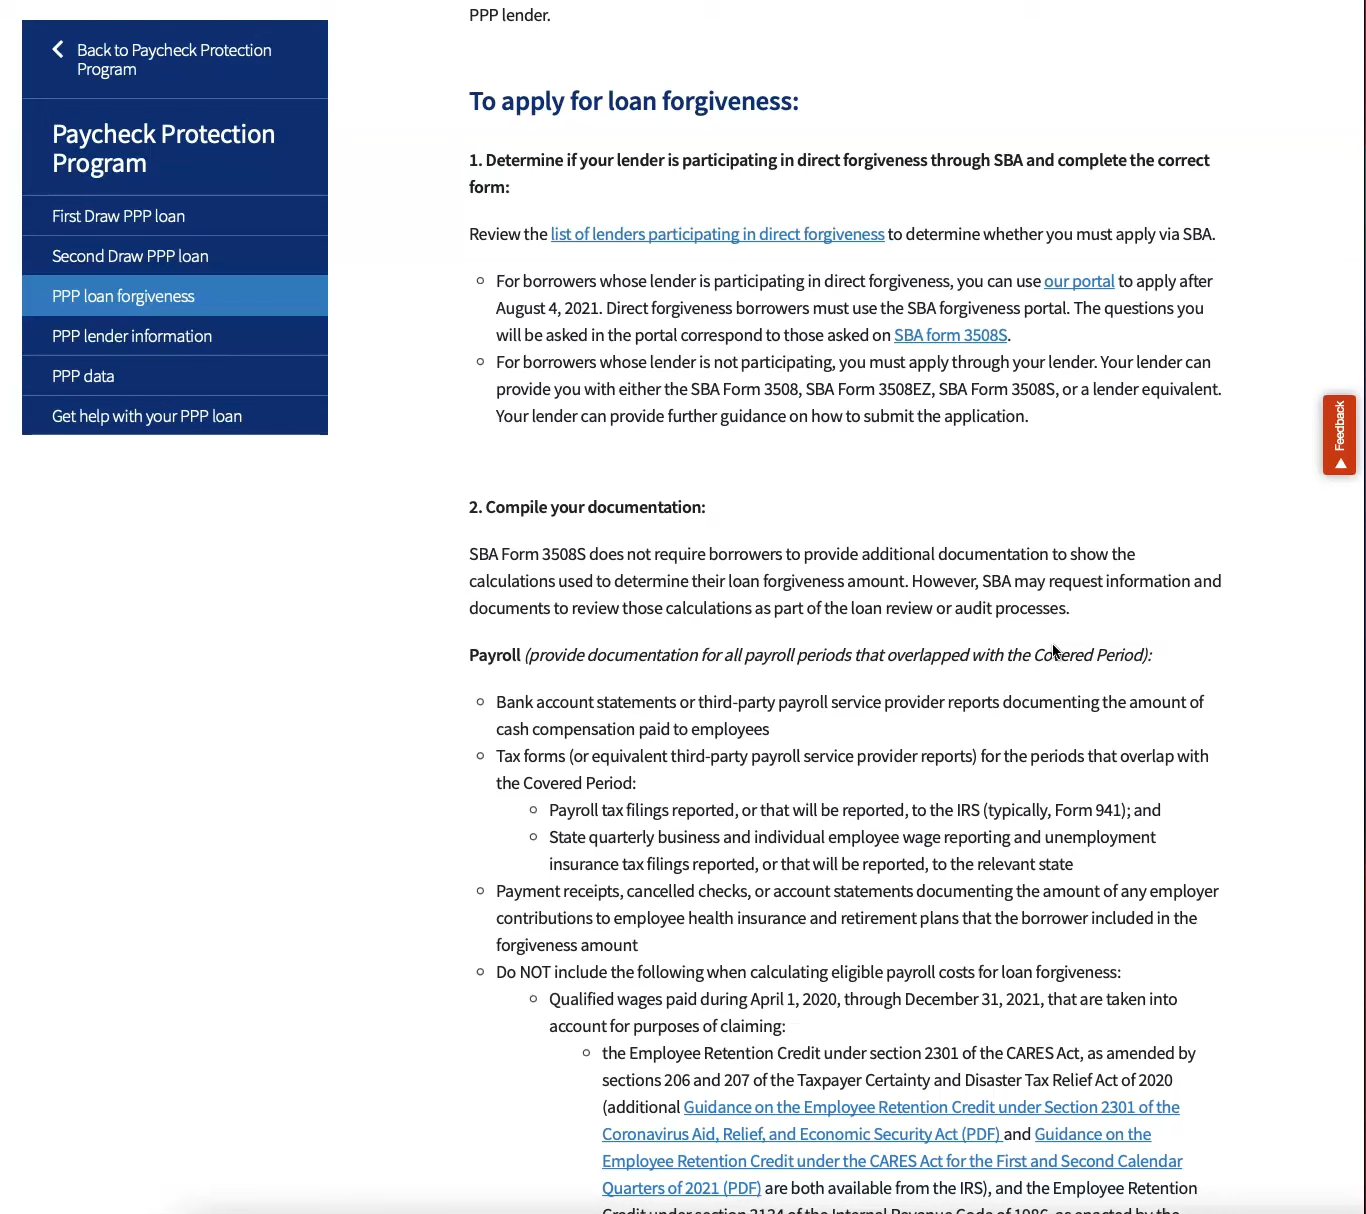 PPP lender.
Back to Paycheck Protection
Program
Paycheck Protection
Program
First Draw PPP loan
Second Draw PPP loan
PPP loan forgiveness
PPP lender information
PPP data
Get help with your PPP loan
To apply for loan forgiveness:
1. Determine if your lender is participating in direct forgiveness through SBA and complete the correct
form:
Review the list of lenders participating in direct forgiveness to determine whether you must apply via SBA.
For borrowers whose lender is participating in direct forgiveness, you can use our portal to apply after
August 4, 2021. Direct forgiveness borrowers must use the SBA forgiveness portal. The questions you
will be asked in the portal correspond to those asked on SBA form 3508S.
For borrowers whose lender is not participating, you must apply through your lender. Your lender can
provide you with either the SBA Form 3508, SBA Form 3508EZ, SBA Form 3508S, or a lender equivalent.
Your lender can provide further guidance on how to submit the application.
Feedback
2. Compile your documentation:
SBA Form 3508S does not require borrowers to provide additional documentation to show the
calculations used to determine their loan forgiveness amount. However, SBA may request information and
documents to review those calculations as part of the loan review or audit processes.
Payroll (provide documentation for all payroll periods that overlapped with the Covered Period):
Bank account statements or third-party payroll service provider reports documenting the amount of
cash compensation paid to employees
Tax forms (or equivalent third-party payroll service provider reports) for the periods that overlap with
the Covered Period:
Payroll tax filings reported, or that will be reported, to the IRS (typically, Form 941); and
State quarterly business and individual employee wage reporting and unemployment
insurance tax filings reported, or that will be reported, to the relevant state
Payment receipts, cancelled checks, or account statements documenting the amount of any employer
contributions to employee health insurance and retirement plans that the borrower included in the
forgiveness amount
Do NOT include the following when calculating eligible payroll costs for loan forgiveness:
Qualified wages paid during April 1, 2020, through December 31, 2021, that are taken into
account for purposes of claiming:
the Employee Retention Credit under section 2301 of the CARES Act, as amended by
sections 206 and 207 of the Taxpayer Certainty and Disaster Tax Relief Act of 2020
(additional Guidance on the Employee Retention Credit under Section 2301 of the
Coronavirus Aid, Relief, and Economic Security Act (PDF) and Guidance on the
Employee Retention Credit under the CARES Act for the First and Second Calendar
Quarters of 2021 (PDF) are both available from the IRS), and the Employee Retention